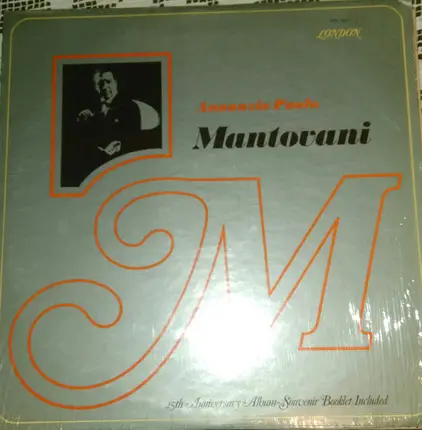 LONDON
Annunzio Paolo
Mantovani
M
25th Anniversary Album-Souvenir Booklet Included